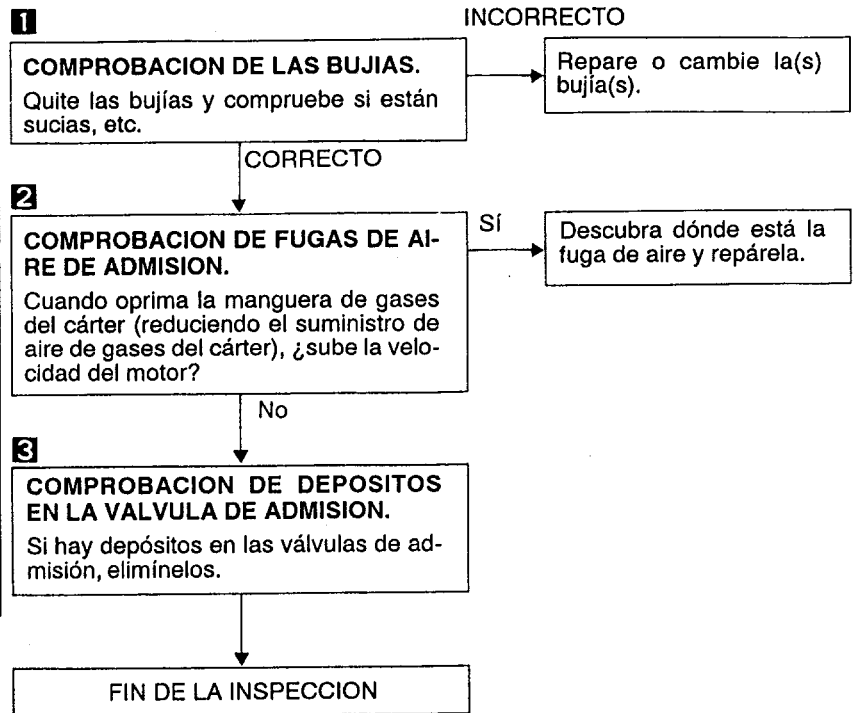 1
INCORRECTO
COMPROBACION DE LAS BUJIAS.
Quite las bujías y compruebe si están
sucias, etc.
Repare o cambie la(s)
bujía(s).
CORRECTO
2
COMPROBACION DE FUGAS DE AI-
RE DE ADMISION.
Cuando oprima la manguera de gases
del cárter (reduciendo el suministro de
aire de gases del cárter), ¿sube la velo-
cidad del motor?
Sí
Descubra dónde está la
fuga de aire y repárela.
No
3
COMPROBACION DE DEPOSITOS
EN LA VALVULA DE ADMISION.
Si hay depósitos en las válvulas de ad-
misión, elimínelos.
FIN DE LA INSPECCION